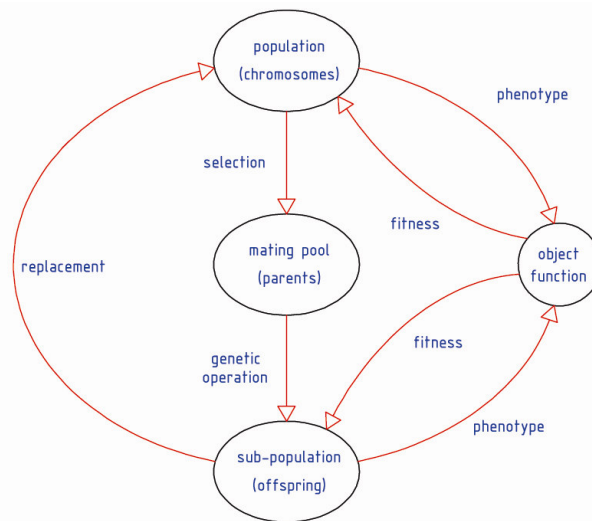 population
(chromosomes)
phenotype
selection
fitness
mating pool
(parents)
object
function
replacement
fitness
genetic
operation
phenotype
sub-population
(offspring)